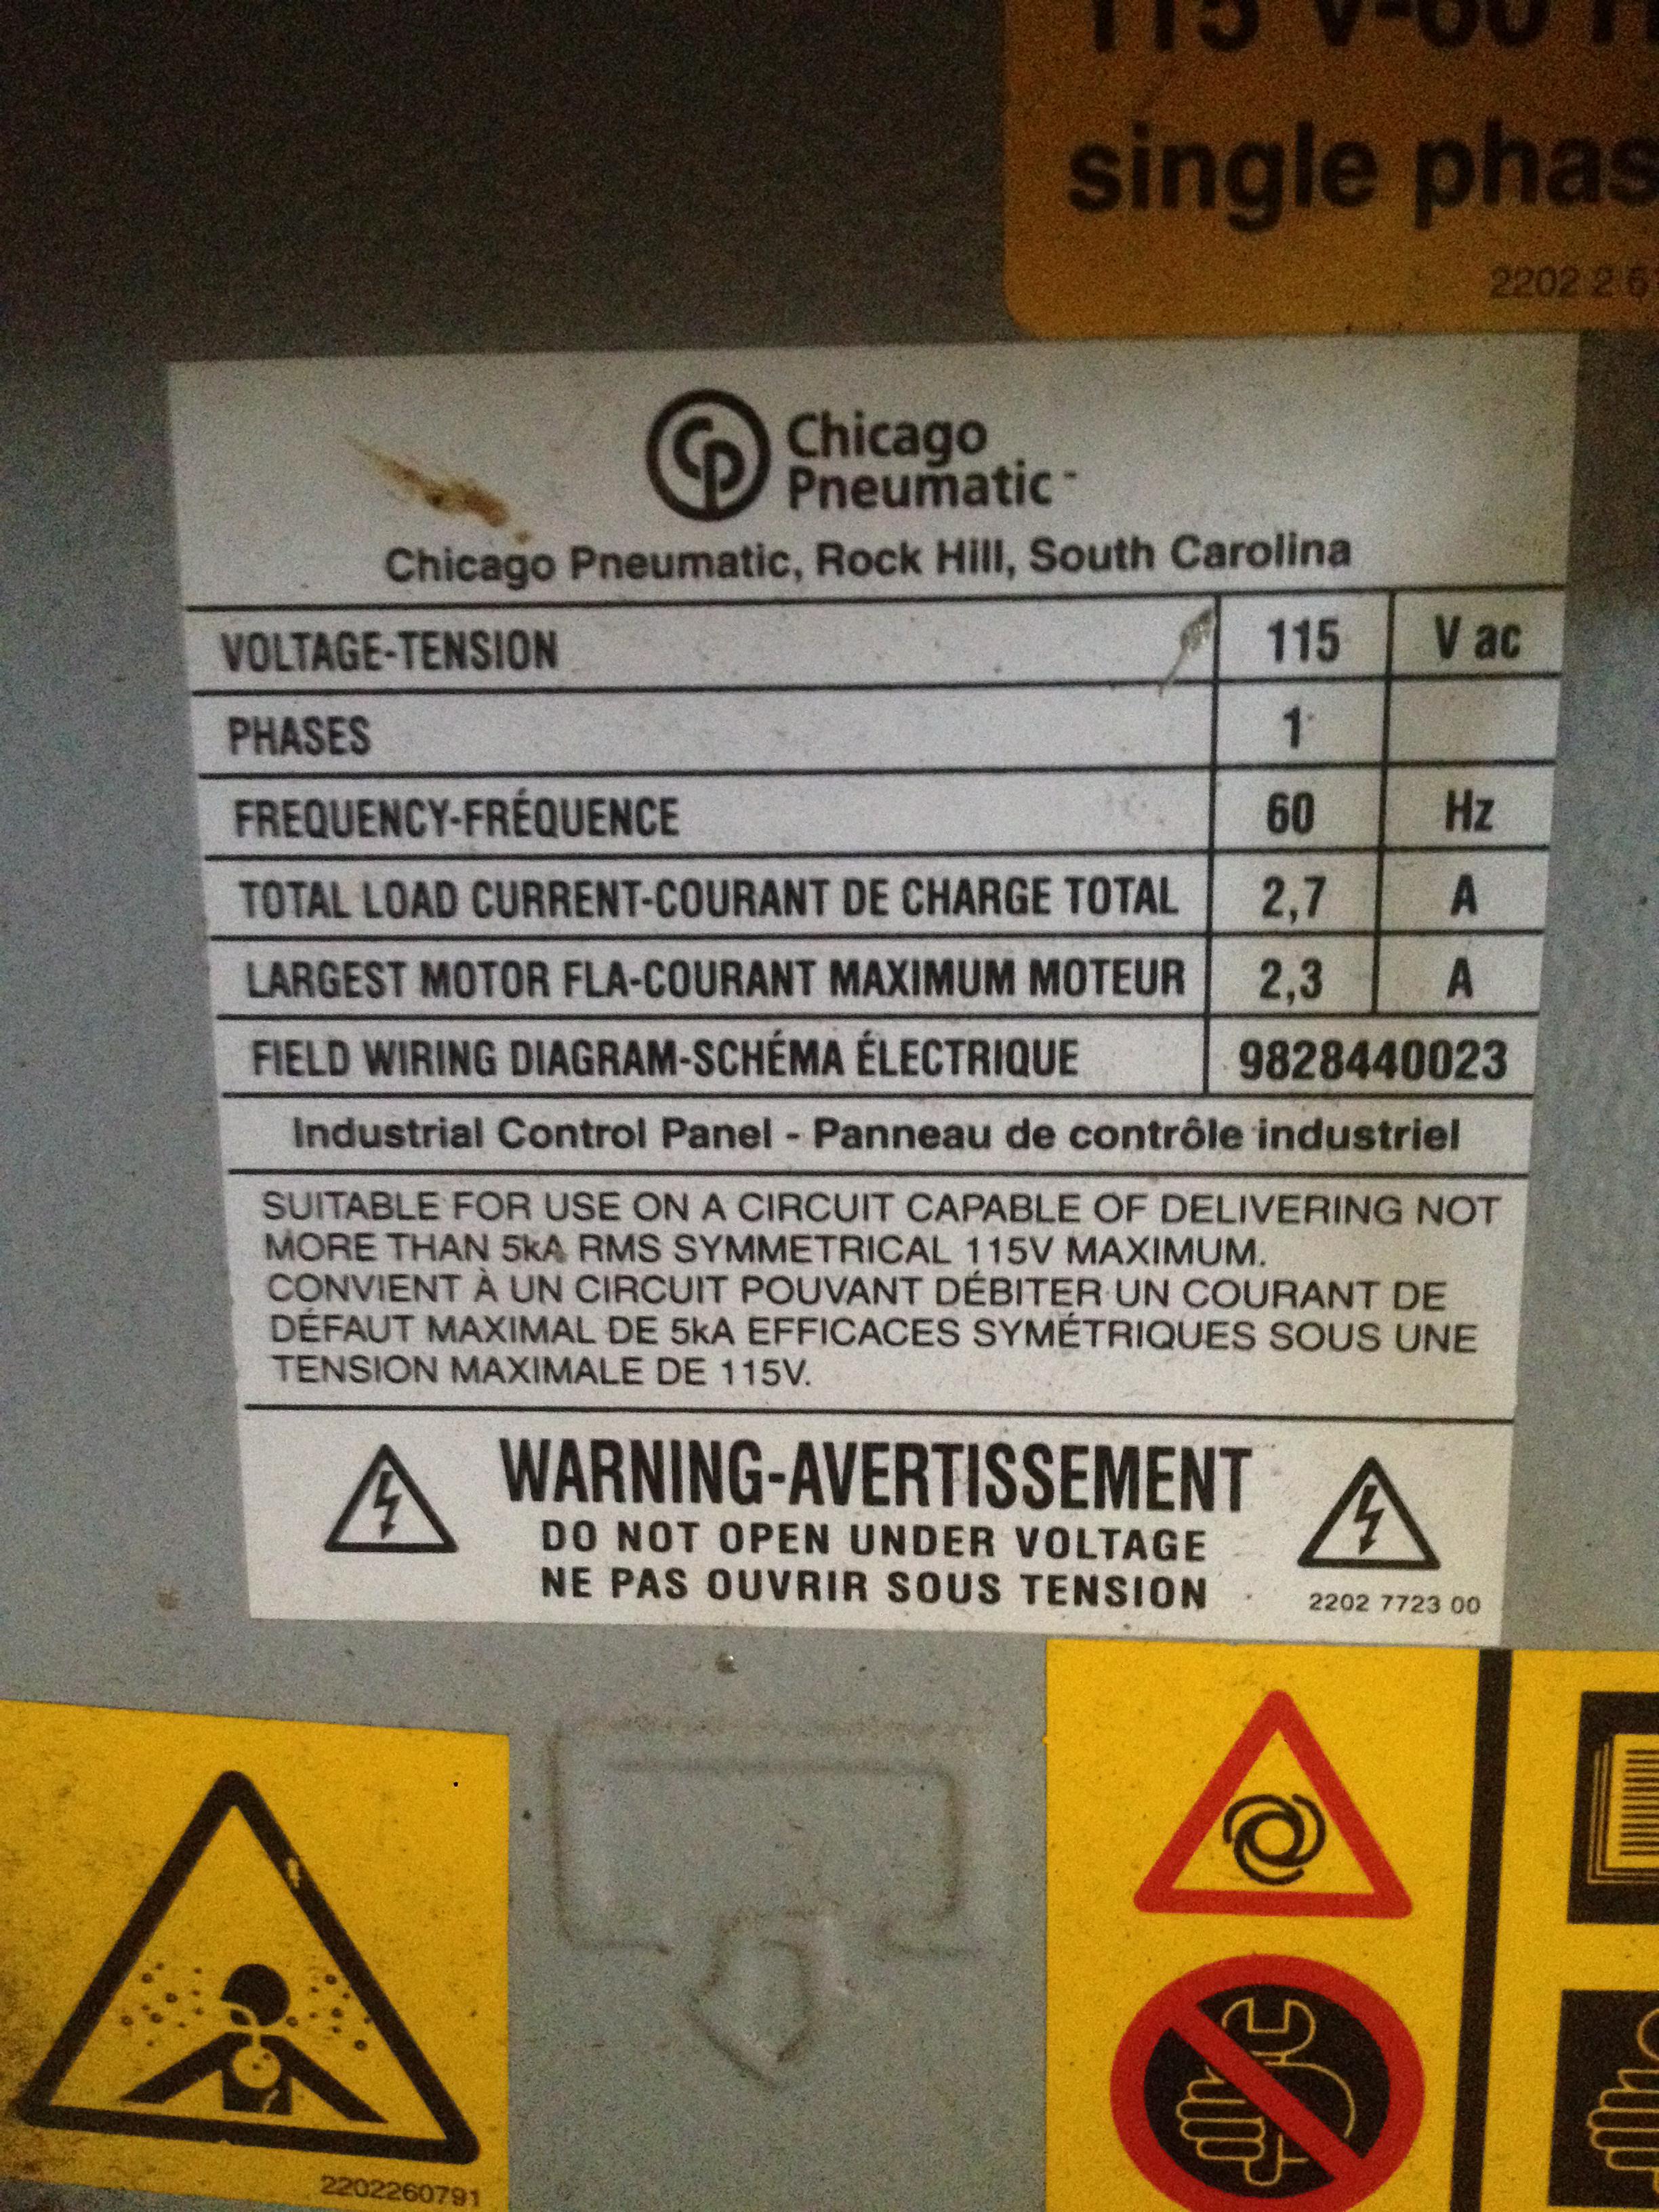 115 V-60
single
2202 2
Chicago
Pneumatic
Chicago Pneumatic, Rock Hill, South Carolina
VOLTAGE-TENSION 115 V ac
PHASES 1
FREQUENCY-FRÉQUENCE 60 Hz
TOTAL LOAD CURRENT-COURANT DE CHARGE TOTAL 2,7 A
LARGEST MOTOR FLA-COURANT MAXIMUM MOTEUR 2,3 A
FIELD WIRING DIAGRAM-SCHÉMA ÉLECTRIQUE 9828440023
Industrial Control Panel - Panneau de contrôle industriel
SUITABLE FOR USE ON A CIRCUIT CAPABLE OF DELIVERING NOT
MORE THAN 5kA RMS SYMMETRICAL 115V MAXIMUM.
CONVIENT À UN CIRCUIT POUVANT DÉBITER UN COURANT DE
DÉFAUT MAXIMAL DE 5kA EFFICACES SYMÉTRIQUES SOUS UNE
TENSION MAXIMALE DE 115V.
WARNING-AVERTISSEMENT
DO NOT OPEN UNDER VOLTAGE
NE PAS OUVRIR SOUS TENSION
2202 7723 00
2202260791